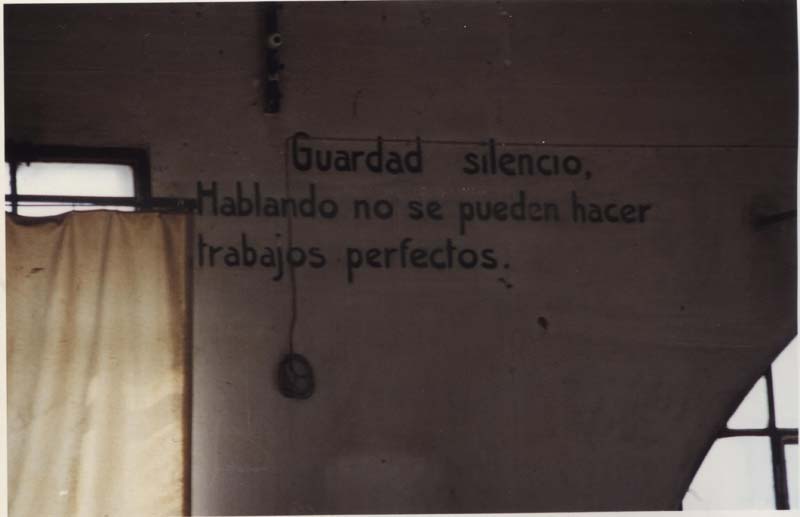 Guardad silencio,
Hablando no se pueden hacer
trabajos perfectos.